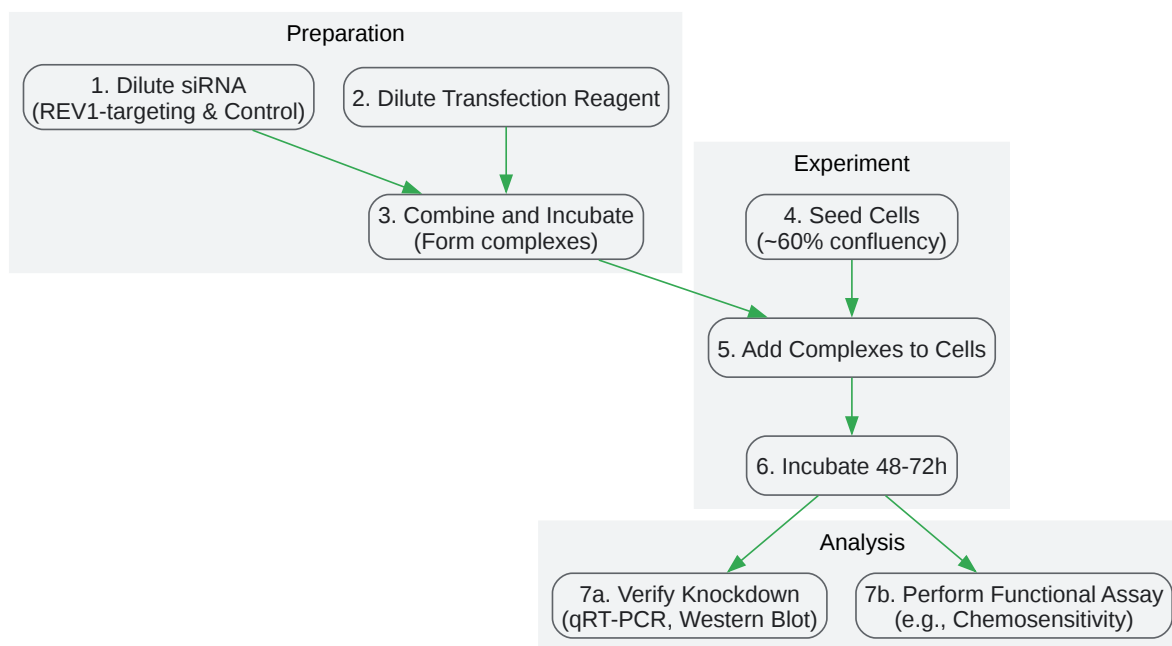 Preparation
1. Dilute siRNA
(REV1-targeting & Control)
2. Dilute Transfection Reagent
3. Combine and Incubate
(Form complexes)
Experiment
4. Seed Cells
(~60% confluency)
5. Add Complexes to Cells
6. Incubate 48-72h
Analysis
7a. Verify Knockdown
(qRT-PCR, Western Blot)
7b. Perform Functional Assay
(e.g., Chemosensitivity)